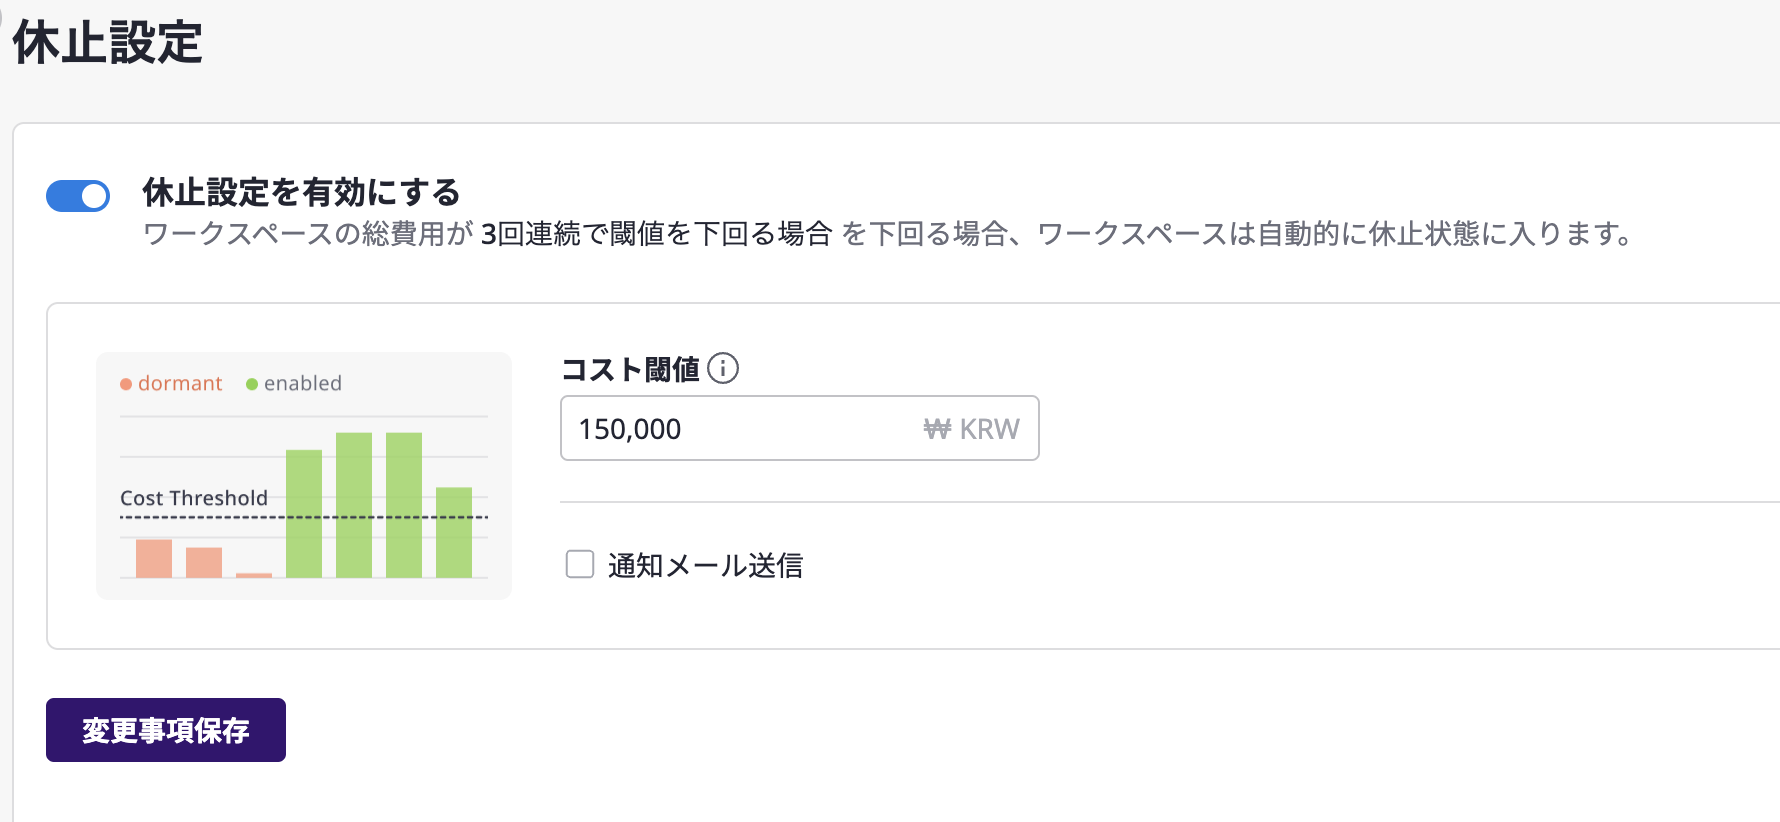 休止設定
休止設定を有効にする
ワークスペースの総費用が 3回連続で閾値を下回る場合 を下回る場合、ワークスペースは自動的に休止状態に入ります。
dormant enabled
Cost Threshold
コスト閾値
150,000 ₩ KRW
通知メール送信
変更事項保存